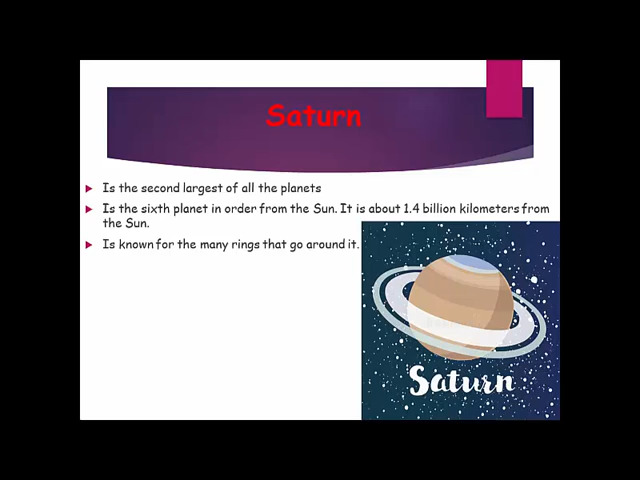 Saturn
Is the second largest of all the planets
Is the sixth planet in order from the Sun. It is about 1.4 billion kilometers from
the Sun.
Is known for the many rings that go around it.
Saturn